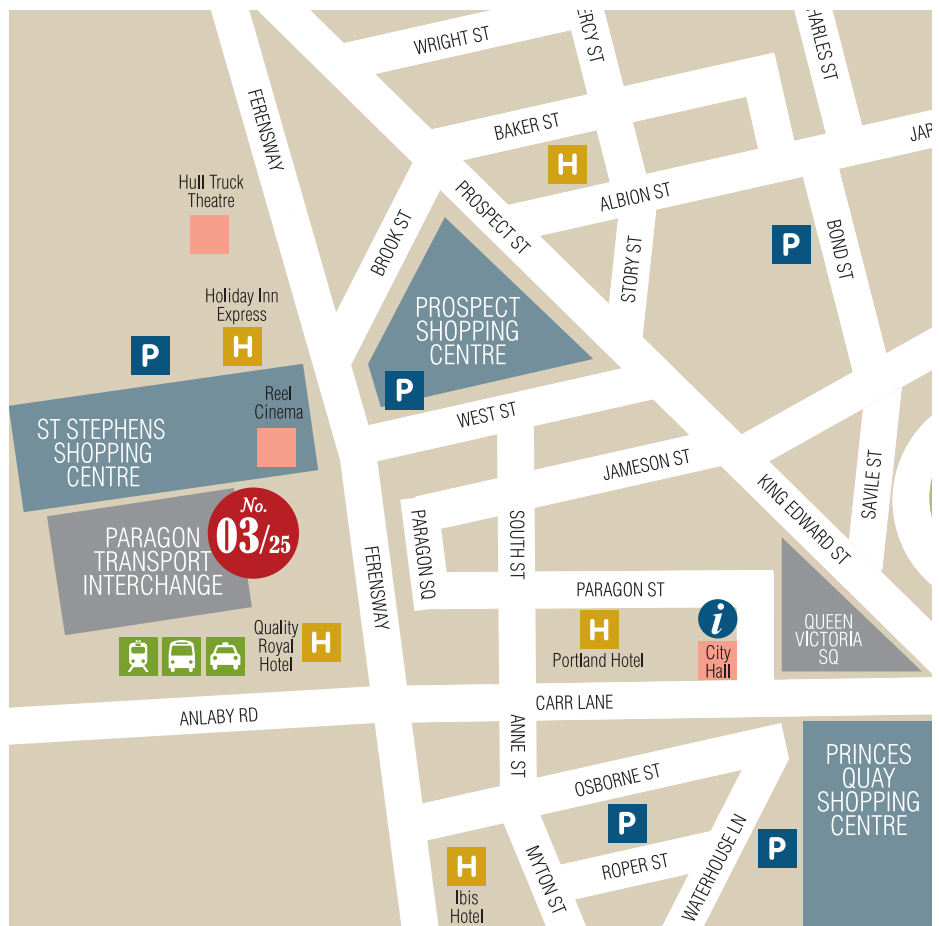 WRIGHT ST
ERCY ST
HARLES ST
FERENSWAY
BAKER ST
H
JAR
Hull Truck
Theatre
PROSPECT ST
ALBION ST
BROOK ST
STORY ST
P
BOND ST
Holiday Inn
Express
H
P
PROSPECT
SHOPPING
CENTRE
P
Reel
Cinema
WEST ST
ST STEPHENS
SHOPPING
CENTRE
JAMESON ST
KING EDWARD ST
SAVILE ST
No.
03/25
PARAGON
TRANSPORT
INTERCHANGE
PARAGON SQ
SOUTH ST
FERENSWAY
PARAGON ST
Quality
Royal
Hotel
H
H
Portland Hotel
i
City
Hall
QUEEN
VICTORIA
SQ
ANLABY RD
CARR LANE
ANNE ST
OSBORNE ST
PRINCES
QUAY
SHOPPING
CENTRE
P
P
WATERHOUSE LN
MYTON ST
ROPER ST
H
Ibis
Hotel